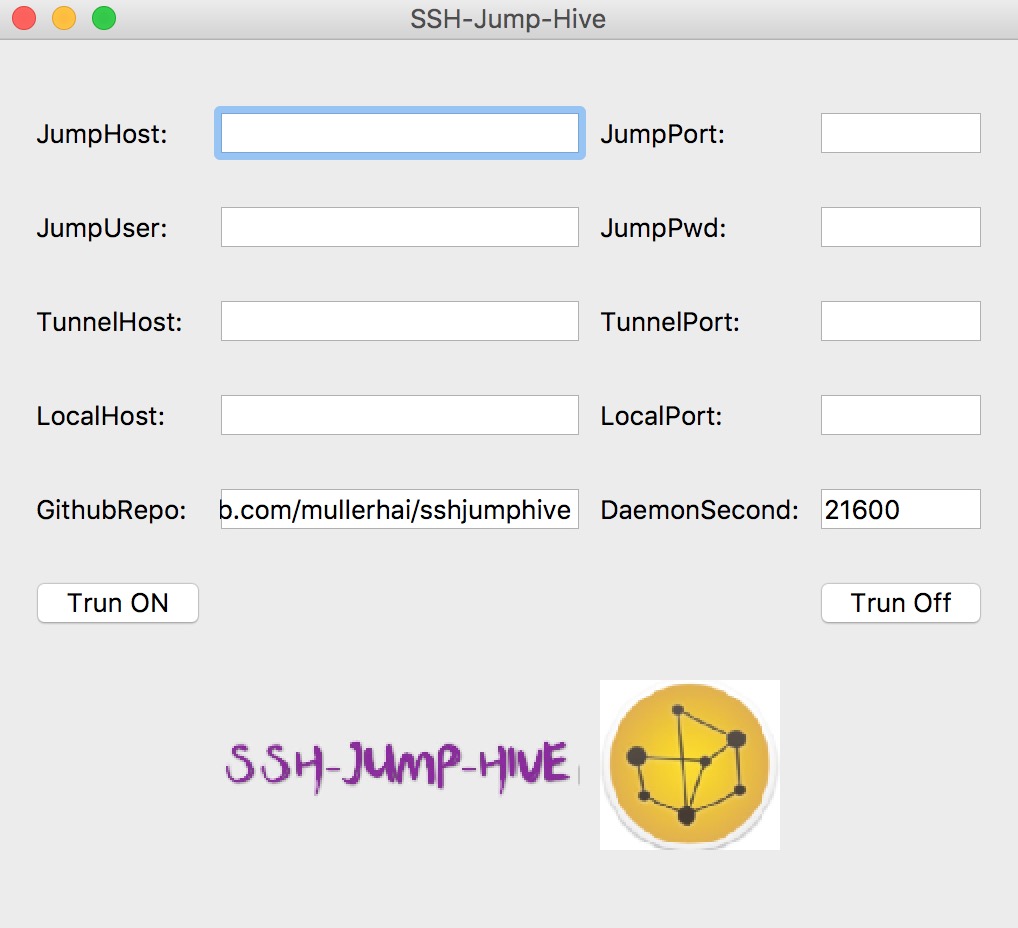 SSH-Jump-Hive
JumpHost: JumpPort:
JumpUser: JumpPwd:
TunnelHost: TunnelPort:
LocalHost: LocalPort:
GithubRepo: b.com/mullerhai/sshjumphive DaemonSecond: 21600
Trun ON Trun Off
SSH-JUMP-HIVE